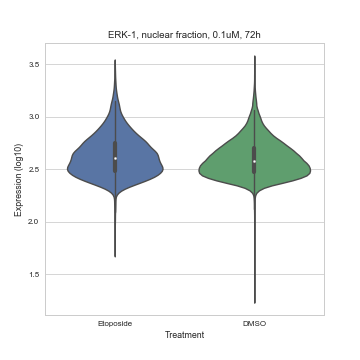 ERK-1, nuclear fraction, 0.1uM, 72h
3.5
3.0
2.5
2.0
1.5
Expression (log10)
Etoposide
DMSO
Treatment